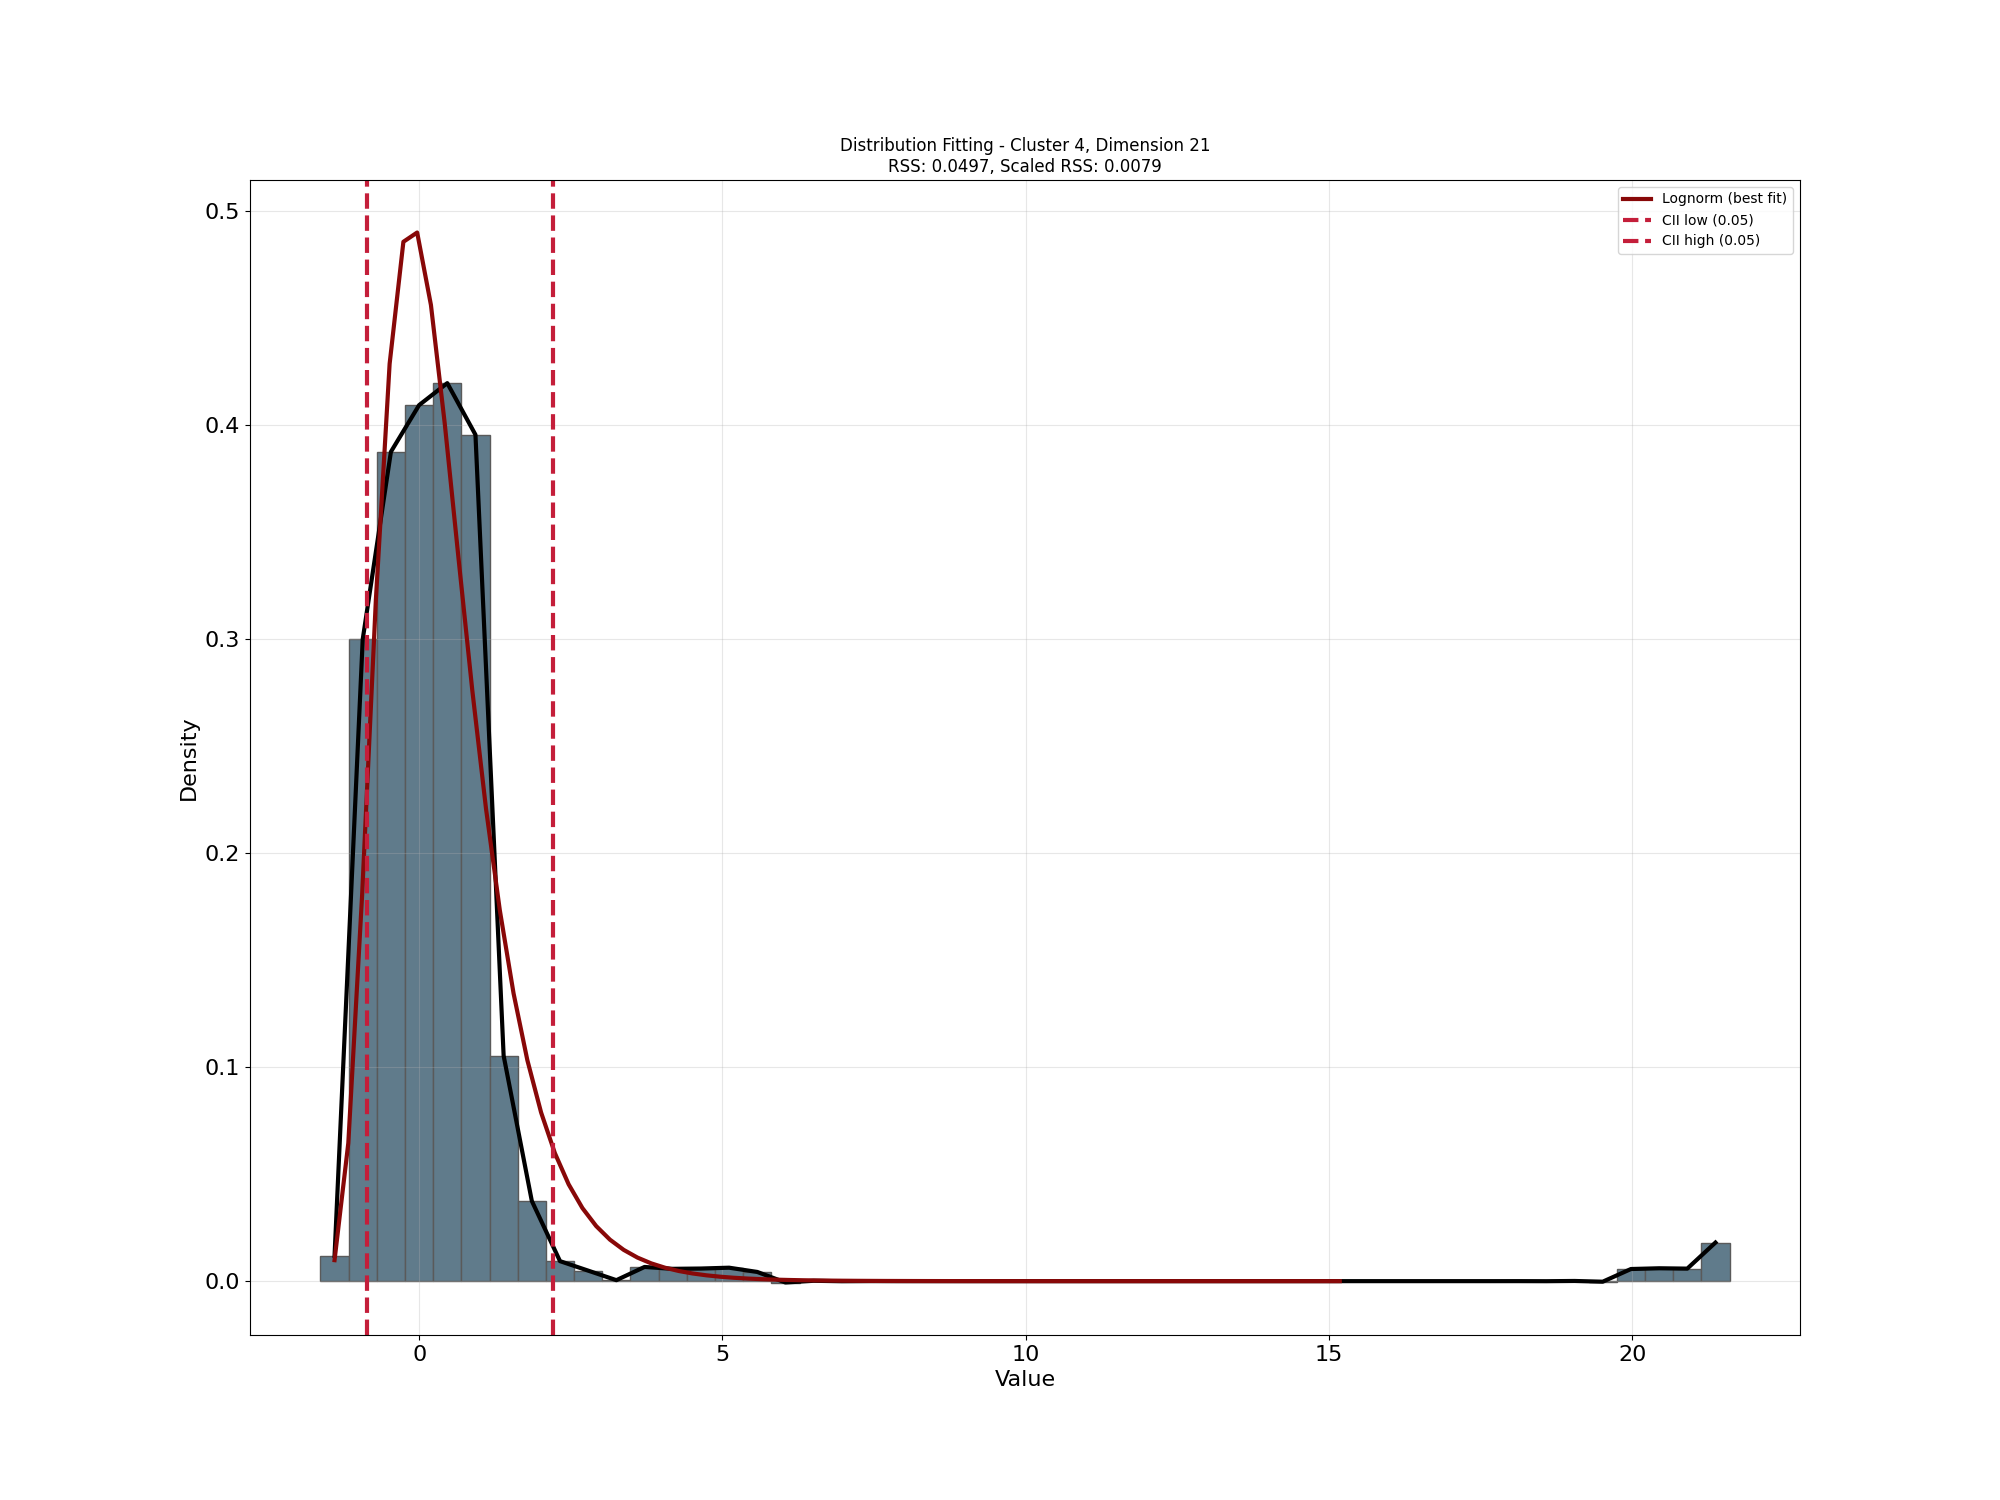 Distribution Fitting - Cluster 4, Dimension 21
RSS: 0.0497, Scaled RSS: 0.0079
Lognorm (best fit)
CII low (0.05)
CII high (0.05)
0.5
0.4
0.3
0.2
0.1
0.0
Density
0 5 10 15 20
Value